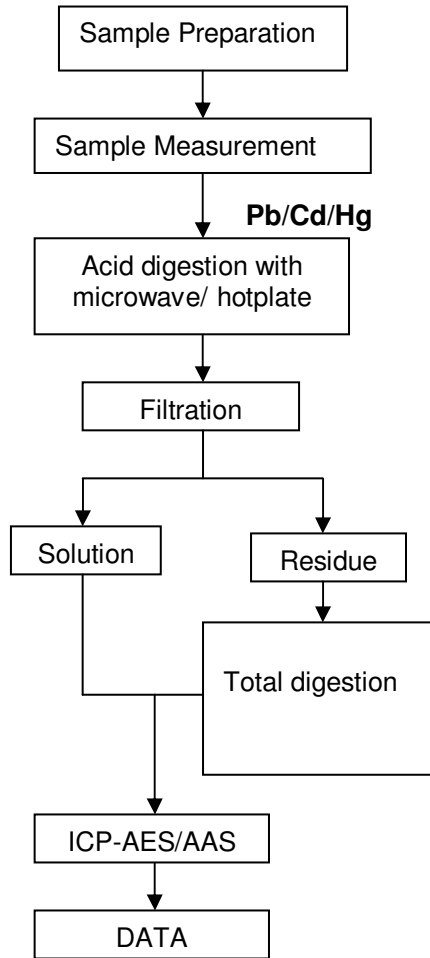 Sample Preparation
Sample Measurement
Pb/Cd/Hg
Acid digestion with
microwave/ hotplate
Filtration
Solution
Residue
Total digestion
ICP-AES/AAS
DATA